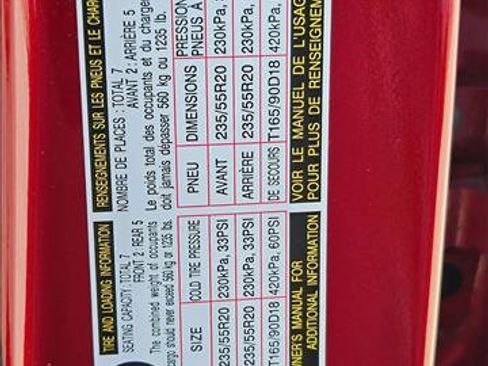 TIRE AND LOADING INFORMATION
SEATING CAPACITY: TOTAL 7
FRONT 2 REAR 5
The combined weight of occupants
cargo should never exceed 560 kg or 1235 lbs.
SIZE COLD TIRE PRESSURE
235/55R20 230kPa, 33PSI
235/55R20 230kPa, 33PSI
T165/90D18 420kPa, 60PSI
MANUAL FOR
ADDITIONAL INFORMATION
RENSEIGNEMENTS SUR LES PNEUS ET LE
NOMBRE DE PLACES : TOTAL 7
AVANT 2 : ARRIÈRE 5
Le poids total des occupants et du
doit jamais dépasser 560 kg ou 1235 lb.
PNEU DIMENSIONS PRESSION
PNEUS À
AVANT 235/55R20 230kPa,
ARRIÈRE 235/55R20 230kPa,
DE SECOURS T165/90D18 420kPa,
VOIR LE MANUEL DE
POUR PLUS DE